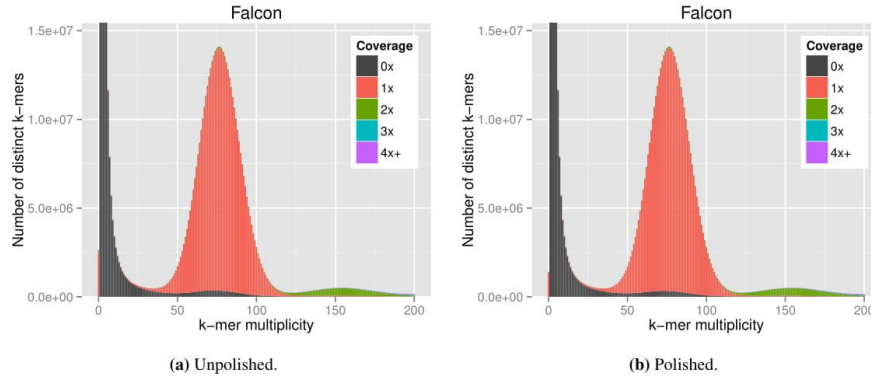 Falcon
1.5e+07
1.0e+07
5.0e+06
0.0e+00
Number of distinct k-mers
0
50
100
150
200
k-mer multiplicity
Coverage
0x
1x
2x
3x
4x+
(a) Unpolished.
Falcon
1.5e+07
1.0e+07
5.0e+06
0.0e+00
Number of distinct k-mers
0
50
100
150
200
k-mer multiplicity
Coverage
0x
1x
2x
3x
4x+
(b) Polished.